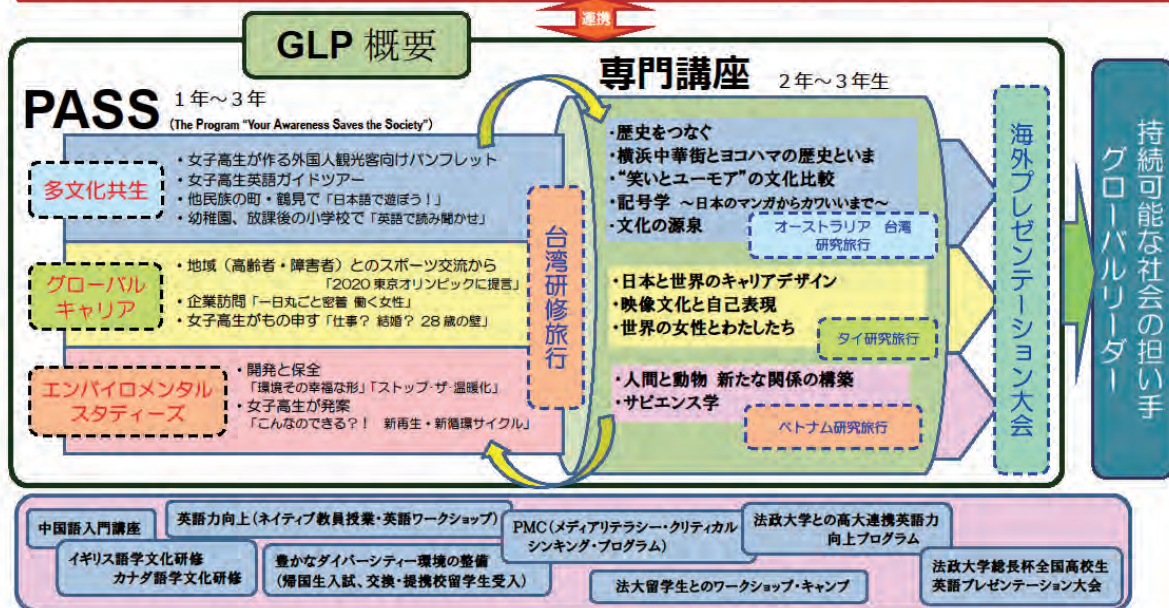 連携
GLP 概要
PASS 1年～3年
(The Program "Your Awareness Saves the Society")
多文化共生
・女子高生が作る外国人観光客向けパンフレット
・女子高生英語ガイドツアー
・他民族の町・鶴見で「日本語で遊ぼう！」
・幼稚園、放課後の小学校で「英語で読み聞かせ」
グローバル
キャリア
・地域（高齢者・障害者）とのスポーツ交流から
「2020 東京オリンピックに提言」
・企業訪問「一日丸ごと密着 働く女性」
・女子高生がもの申す「仕事？ 結婚？ 28 歳の壁」
エンバイロメンタル
スタディーズ
・開発と保全
「環境その幸福な形」「ストップ・ザ・温暖化」
・女子高生が発案
「こんなのできる？！ 新再生・新循環サイクル」
台湾研修旅行
専門講座 2年～3年生
・歴史をつなぐ
・横浜中華街とヨコハマの歴史といま
・“笑いとユーモア”の文化比較
・記号学 ～日本のマンガからカワいいまで～
・文化の源泉
オーストラリア 台湾
研究旅行
・日本と世界のキャリアデザイン
・映像文化と自己表現
・世界の女性とわたしたち
タイ研究旅行
・人間と動物 新たな関係の構築
・サピエンス学
ベトナム研究旅行
海外プレゼンテーション大会
持続可能な社会の担い手
グローバルリーダー
中国語入門講座
英語力向上（ネイティブ教員授業・英語ワークショップ）
PMC（メディアリテラシー・クリティカル
シンキング・プログラム）
法政大学との高大連携英語力
向上プログラム
イギリス語学文化研修
カナダ語学文化研修
豊かなダイバーシティー環境の整備
（帰国生入試、交換・提携校留学生受入）
法大留学生とのワークショップ・キャンプ
法政大学総長杯全国高校生
英語プレゼンテーション大会